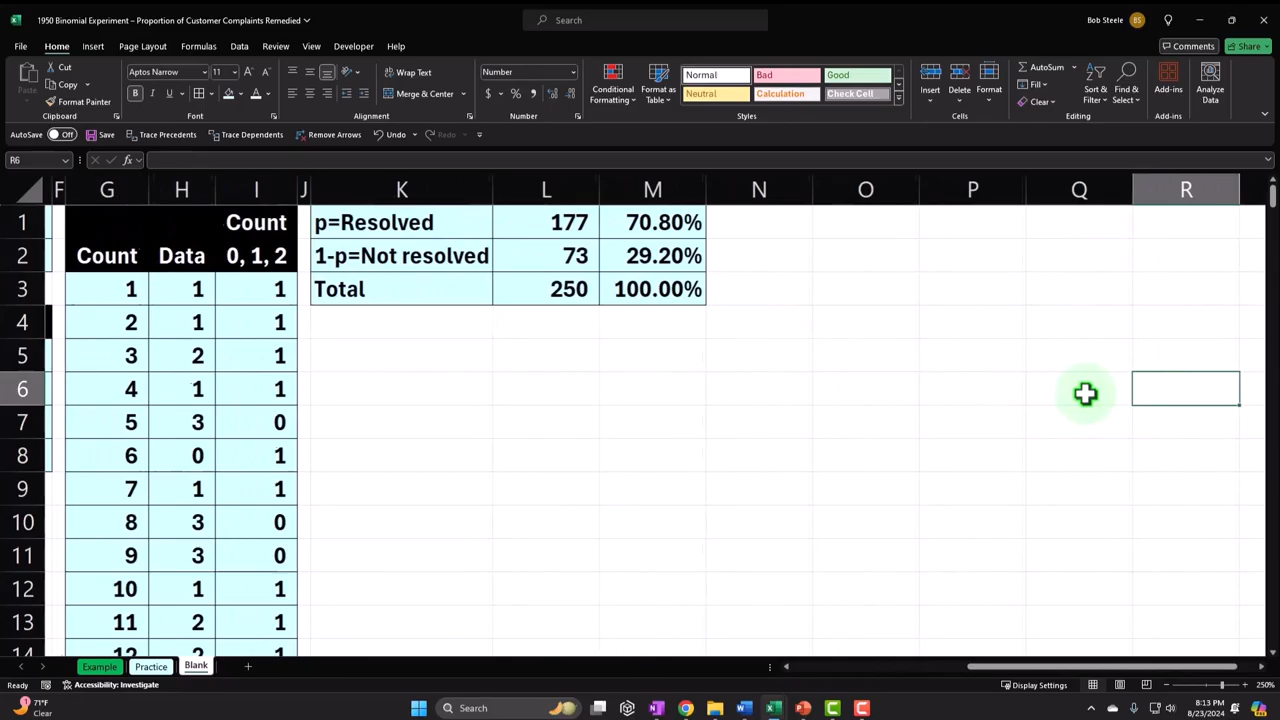 1950 Binomial Experiment – Proportion of Customer Complaints Remedied
Search
Bob Steele
BS
File Home Insert Page Layout Formulas Data Review View Developer Help
Comments
Share
Paste
Cut
Copy
Format Painter
Clipboard
Aptos Narrow
11
B I U
Font
Wrap Text
Merge & Center
Alignment
Number
$ % ,
Number
Conditional Formatting
Format as Table
Normal Bad Good
Neutral Calculation Check Cell
Styles
Insert Delete Format
Cells
AutoSum
Fill
Clear
Sort & Filter
Find & Select
Editing
Add-ins
Add-ins
Analyze Data
AutoSave Off Save Trace Precedents Trace Dependents Remove Arrows Undo Redo
R6
fx
F G H I J K L M N O P Q R
1 Count p=Resolved 177 70.80%
2 Count Data 0, 1, 2 1-p=Not resolved 73 29.20%
3 1 1 1 Total 250 100.00%
4 2 1 1
5 3 2 1
6 4 1 1
7 5 3 0
8 6 0 1
9 7 1 1
10 8 3 0
11 9 3 0
12 10 1 1
13 11 2 1
14 12 2 1
Example Practice Blank
Ready
Accessibility: Investigate
Display Settings
250%
71°F
Clear
Search
8:13 PM
8/23/2024